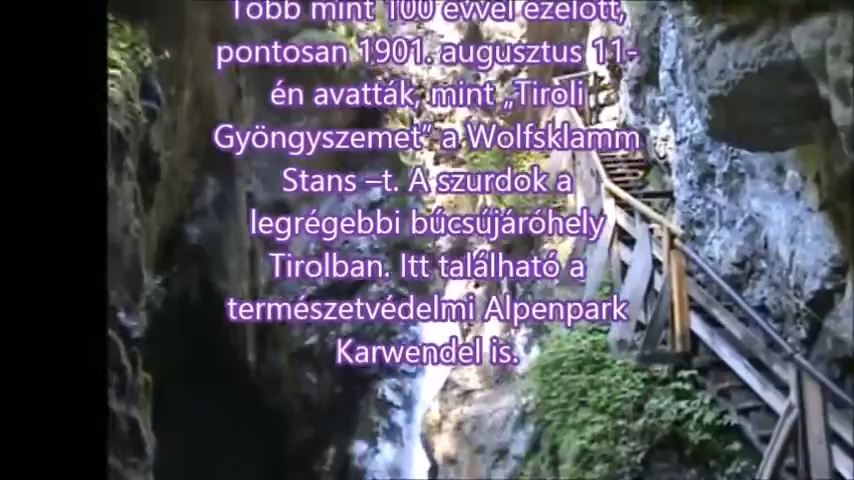 Több mint 100 évvel ezelőtt,
pontosan 1901. augusztus 11-
én avatták, mint „Tiroli
Gyöngyszemet” a Wolfsklamm
Stans –t. A szurdok a
legrégebbi búcsújáróhely
Tirolban. Itt található a
természetvédelmi Alpenpark
Karwendel is.